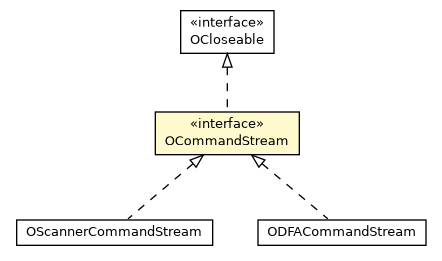 «interface»
OCloseable
«interface»
OCommandStream
OScannerCommandStream
ODFACommandStream